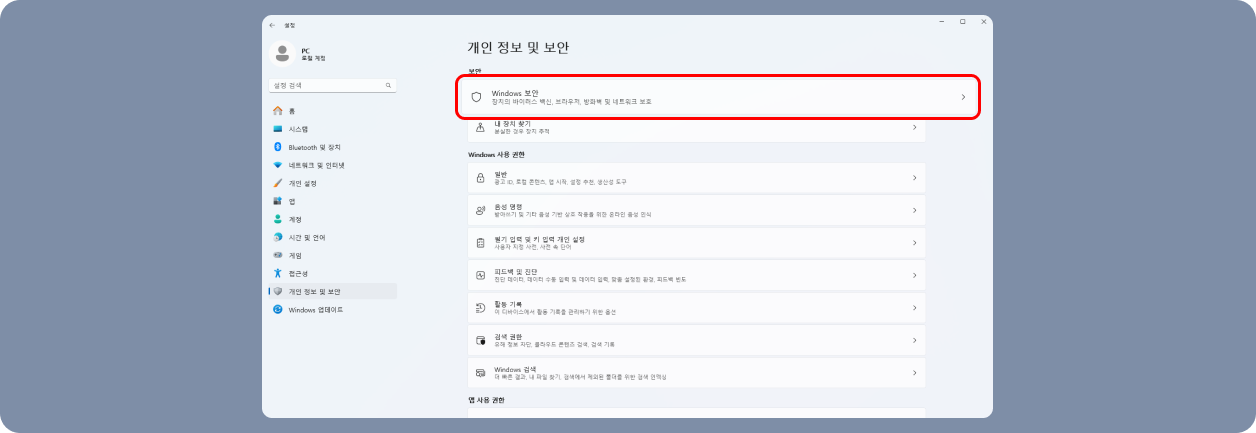 설정
PC
로컬 계정
설정 검색
홈
시스템
Bluetooth 및 장치
네트워크 및 인터넷
개인 설정
앱
계정
시간 및 언어
게임
접근성
개인 정보 및 보안
Windows 업데이트
개인 정보 및 보안
보안
Windows 보안
장치의 바이러스 백신, 브라우저, 방화벽 및 네트워크 보호
내 장치 찾기
분실한 경우 장치 추적
Windows 사용 권한
일반
광고 ID, 로컬 콘텐츠, 앱 시작, 설정 추천, 생산성 도구
음성 명령
받아쓰기 및 기타 음성 기반 상호 작용을 위한 온라인 음성 인식
필기 입력 및 키 입력 개인 설정
사용자 지정 사전, 사전 속 단어
피드백 및 진단
진단 데이터, 데이터 수동 입력 및 데이터 입력, 맞춤 설정된 환경, 피드백 빈도
활동 기록
이 디바이스에서 활동 기록을 관리하기 위한 옵션
검색 권한
유해 정보 차단, 클라우드 콘텐츠 검색, 검색 기록
Windows 검색
더 빠른 결과, 내 파일 찾기, 검색에서 제외된 폴더를 위한 검색 인덱싱
앱 사용 권한